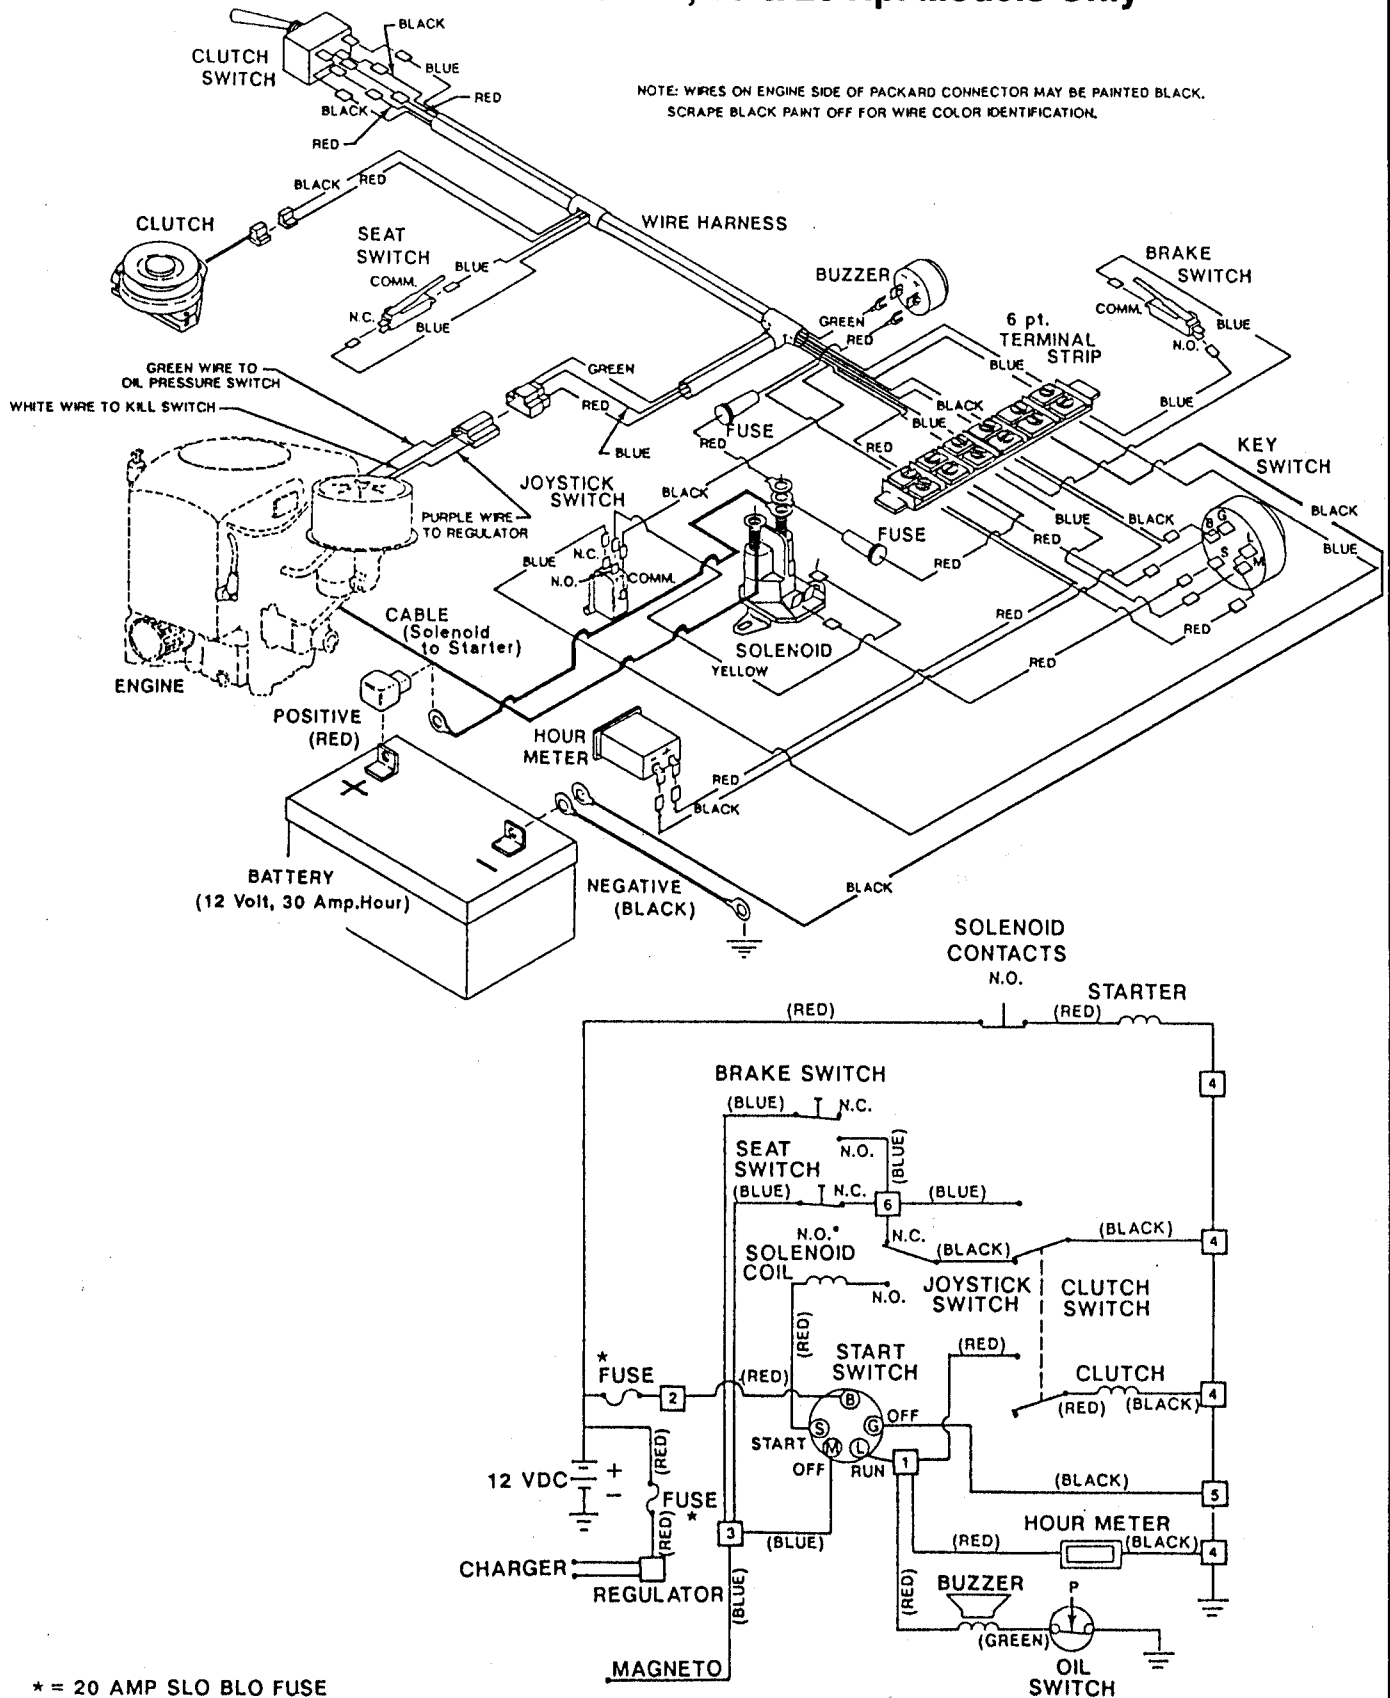 Models Only
CLUTCH
SWITCH
BLACK
BLUE
RED
BLACK
RED
NOTE: WIRES ON ENGINE SIDE OF PACKARD CONNECTOR MAY BE PAINTED BLACK.
SCRAPE BLACK PAINT OFF FOR WIRE COLOR IDENTIFICATION.
BLACK
RED
CLUTCH
WIRE HARNESS
SEAT
SWITCH
COMM.
BLUE
N.C.
BLUE
BUZZER
GREEN
RED
BRAKE
SWITCH
COMM.
BLUE
N.O.
6 pt.
TERMINAL
STRIP
BLUE
BLUE
GREEN WIRE TO
OIL PRESSURE SWITCH
WHITE WIRE TO KILL SWITCH
GREEN
RED
BLUE
FUSE
RED
BLACK
BLUE
RED
KEY
SWITCH
JOYSTICK
SWITCH
BLACK
PURPLE WIRE
TO REGULATOR
BLUE
N.C.
N.O.
COMM.
FUSE
RED
BLUE
RED
BLACK
B
G
L
S
M
BLACK
BLUE
CABLE
(Solenoid
to Starter)
SOLENOID
YELLOW
RED
RED
RED
ENGINE
POSITIVE
(RED)
HOUR
METER
RED
BLACK
BATTERY
(12 Volt, 30 Amp.Hour)
NEGATIVE
(BLACK)
BLACK
SOLENOID
CONTACTS
N.O.
(RED)
(RED)
STARTER
4
BRAKE SWITCH
(BLUE)
N.C.
N.O.
(BLUE)
SEAT
SWITCH
(BLUE)
N.C.
6
(BLUE)
N.O.
N.C.
(BLACK)
(BLACK)
4
SOLENOID
COIL
N.O.
JOYSTICK
SWITCH
CLUTCH
SWITCH
(RED)
START
SWITCH
(RED)
*
FUSE
2
(RED)
B
S
G
M
L
OFF
START
OFF
RUN
1
CLUTCH
(RED)
(BLACK)
4
12 VDC
+
−
(RED)
FUSE
*
(RED)
3
(BLUE)
(BLACK)
5
HOUR METER
(RED)
(BLACK)
4
CHARGER
REGULATOR
(BLUE)
(RED)
BUZZER
P
(GREEN)
OIL
SWITCH
MAGNETO
* = 20 AMP SLO BLO FUSE